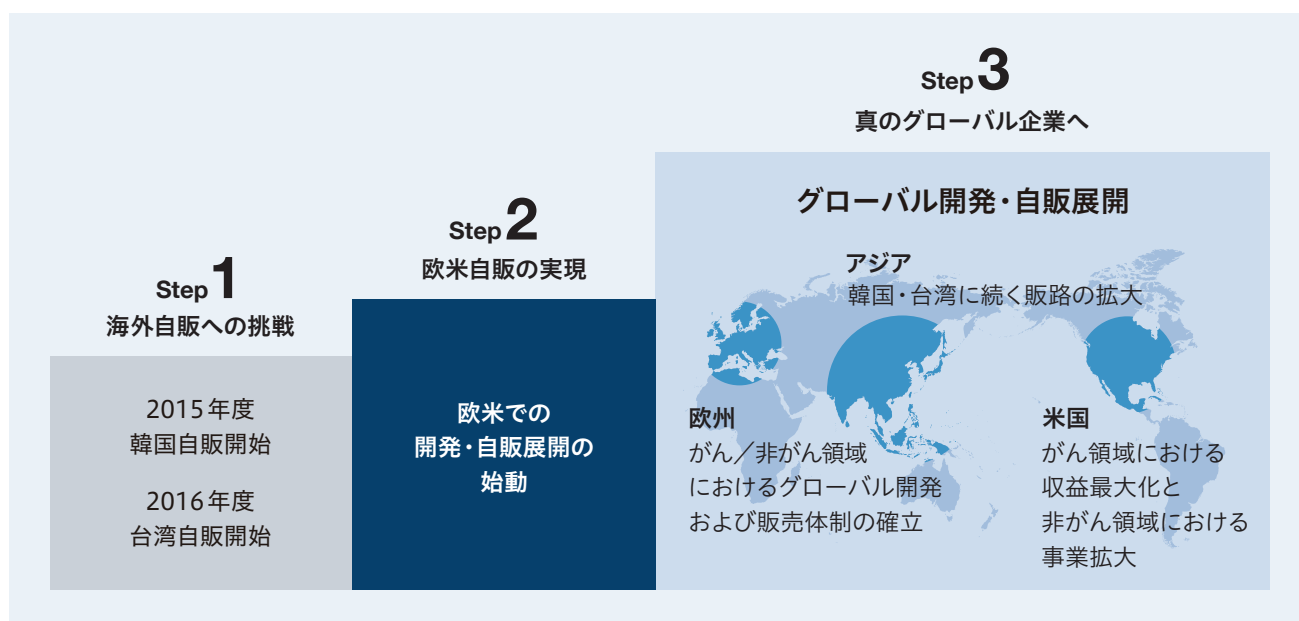 Step 1
海外自販への挑戦
2015年度
韓国自販開始
2016年度
台湾自販開始
Step 2
欧米自販の実現
欧米での
開発・自販展開の
始動
Step 3
真のグローバル企業へ
グローバル開発・自販展開
アジア
韓国・台湾に続く販路の拡大
欧州
がん／非がん領域
におけるグローバル開発
および販売体制の確立
米国
がん領域における
収益最大化と
非がん領域における
事業拡大